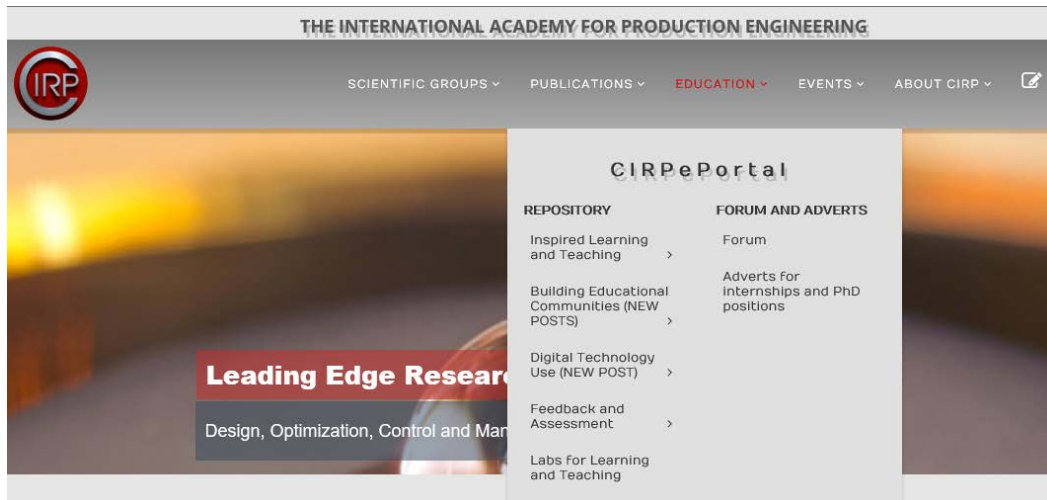 THE INTERNATIONAL ACADEMY FOR PRODUCTION ENGINEERING
CIRP
SCIENTIFIC GROUPS
PUBLICATIONS
EDUCATION
EVENTS
ABOUT CIRP
CIRPePortal
REPOSITORY
Inspired Learning
and Teaching
Building Educational
Communities (NEW
POSTS)
Digital Technology
Use (NEW POST)
Feedback and
Assessment
Labs for Learning
and Teaching
FORUM AND ADVERTS
Forum
Adverts for
internships and PhD
positions
Leading Edge
Design, Optimization, Control and